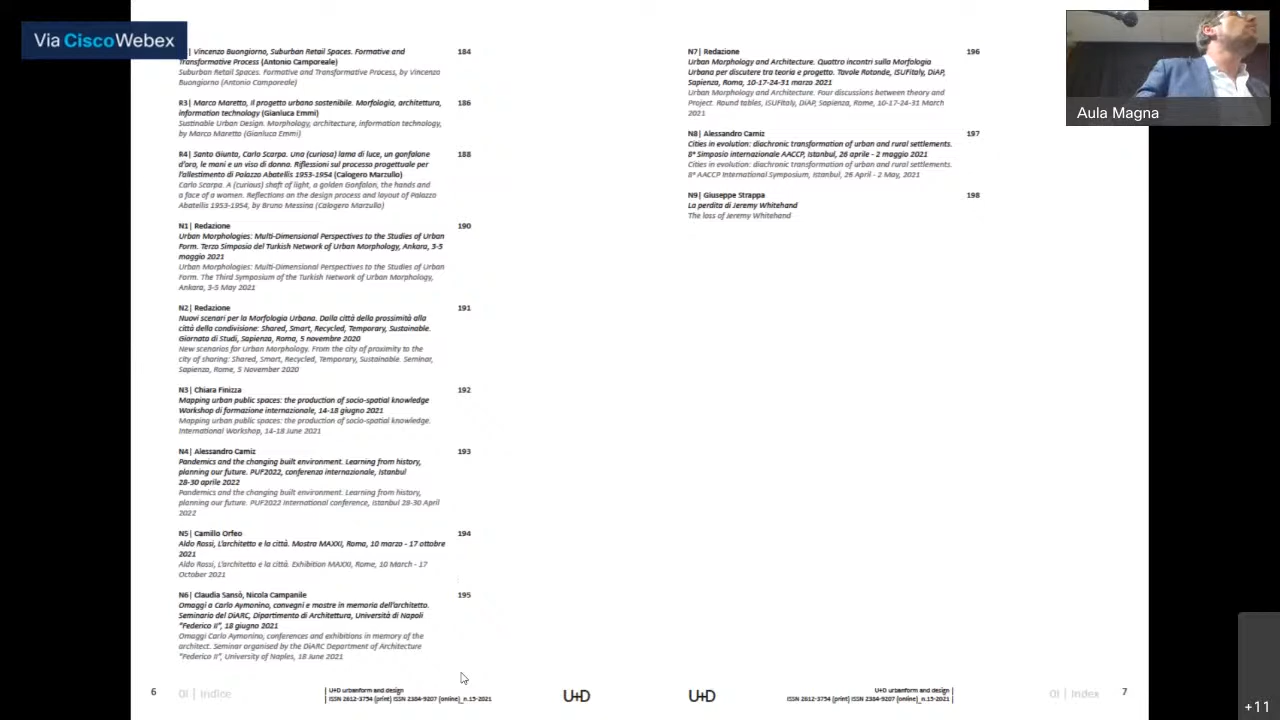 Via CiscoWebex
| Vincenzo Buongiorno, Suburban Retail Spaces. Formative and
Transformative Process (Antonio Camporeale)
184
Suburban Retail Spaces. Formative and Transformative Process, by Vincenzo
Buongiorno (Antonio Camporeale)
R3| Marco Maretto, Il progetto urbano sostenibile. Morfologia, architettura,
information technology (Gianluca Emmi)
186
Sustinable Urban Design. Morphology, architecture, information technology,
by Marco Maretto (Gianluca Emmi)
R4| Santo Giunta, Carlo Scarpa. Una (curiosa) lama di luce, un gonfalone
d'oro, le mani e un viso di donna. Riflessioni sul processo progettuale per
l'allestimento di Palazzo Abatellis 1953-1954 (Calogero Marzullo)
188
Carlo Scarpa. A (curious) shaft of light, a golden Gonfalon, the hands and
a face of a women. Reflections on the design process and layout of Palazzo
Abatellis 1953-1954, by Bruno Messina (Calogero Marzullo)
N1| Redazione
190
Urban Morphologies: Multi-Dimensional Perspectives to the Studies of Urban
Form. Terzo Simposio del Turkish Network of Urban Morphology, Ankara, 3-5
maggio 2021
Urban Morphologies: Multi-Dimensional Perspectives to the Studies of Urban
Form. The Third Symposium of the Turkish Network of Urban Morphology,
Ankara, 3-5 May 2021
N2| Redazione
191
Nuovi scenari per la Morfologia Urbana. Dalla città della prossimità alla
città della condivisione: Shared, Smart, Recycled, Temporary, Sustainable.
Giornata di Studi, Sapienza, Roma, 5 novembre 2020
New scenarios for Urban Morphology. From the city of proximity to the
city of sharing: Shared, Smart, Recycled, Temporary, Sustainable. Seminar,
Sapienza, Rome, 5 November 2020
N3| Chiara Finizza
192
Mapping urban public spaces: the production of socio-spatial knowledge
Workshop di formazione internazionale, 14-18 giugno 2021
Mapping urban public spaces: the production of socio-spatial knowledge.
International Workshop, 14-18 June 2021
N4| Alessandro Camiz
193
Pandemics and the changing built environment. Learning from history,
planning our future. PUF2022, conferenza internazionale, Istanbul
28-30 aprile 2022
Pandemics and the changing built environment. Learning from history,
planning our future. PUF2022 International conference, Istanbul 28-30 April
2022
N5| Camillo Orfeo
194
Aldo Rossi, L'architetto e la città. Mostra MAXXI, Roma, 10 marzo - 17 ottobre
2021
Aldo Rossi, L'architetto e la città. Exhibition MAXXI, Rome, 10 March - 17
October 2021
N6| Claudia Sansò, Nicola Campanile
195
Omaggi a Carlo Aymonino, convegni e mostre in memoria dell'architetto.
Seminario del DiARC, Dipartimento di Architettura, Università di Napoli
"Federico II", 18 giugno 2021
Omaggi Carlo Aymonino, conferences and exhibitions in memory of the
architect. Seminar organised by the DiARC Department of Architecture
"Federico II", University of Naples, 18 June 2021
6
01 | Indice
U+D urbanform and design
ISSN 2612-3754 (print) ISSN 2384-9207 (online)_n.15-2021
U+D
N7| Redazione
196
Urban Morphology and Architecture. Quattro incontri sulla Morfologia
Urbana per discutere tra teoria e progetto. Tavole Rotonde, ISUFitaly, DiAP,
Sapienza, Roma, 10-17-24-31 marzo 2021
Urban Morphology and Architecture. Four discussions between theory and
Project. Round tables, ISUFitaly, DiAP, Sapienza, Rome, 10-17-24-31 March
2021
N8| Alessandro Camiz
197
Cities in evolution: diachronic transformation of urban and rural settlements.
8° Simposio internazionale AACCP, Istanbul, 26 aprile - 2 maggio 2021
Cities in evolution: diachronic transformation of urban and rural settlements.
8° AACCP International Symposium, Istanbul, 26 April - 2 May, 2021
N9| Giuseppe Strappa
198
La perdita di Jeremy Whitehand
The loss of Jeremy Whitehand
U+D
U+D urbanform and design
ISSN 2612-3754 (print) ISSN 2384-9207 (online)_n.15-2021
01 | Index
7
Aula Magna
+11